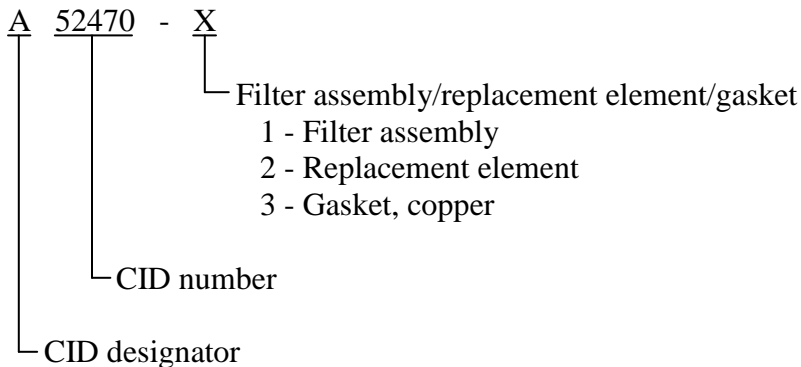 A 52470 - X
Filter assembly/replacement element/gasket
1 - Filter assembly
2 - Replacement element
3 - Gasket, copper
CID number
CID designator